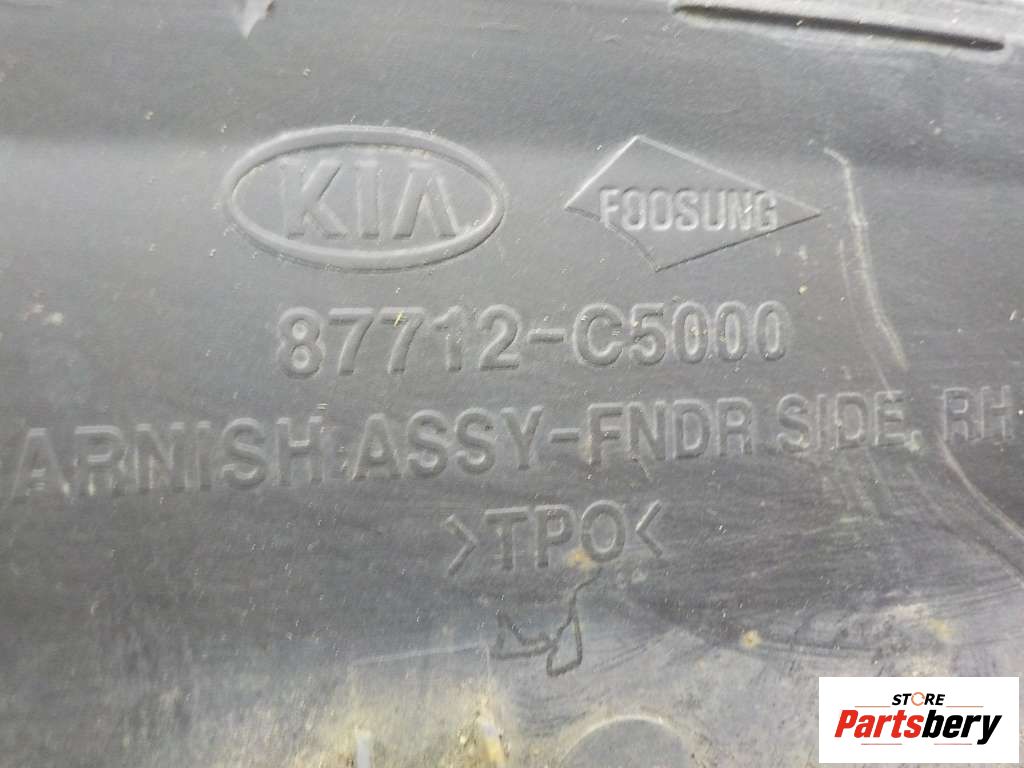 KIA FOOSUNG
87712-C5000
ARNISH ASSY-FNDR SIDE, RH
>TPO<
STORE
Partsbery